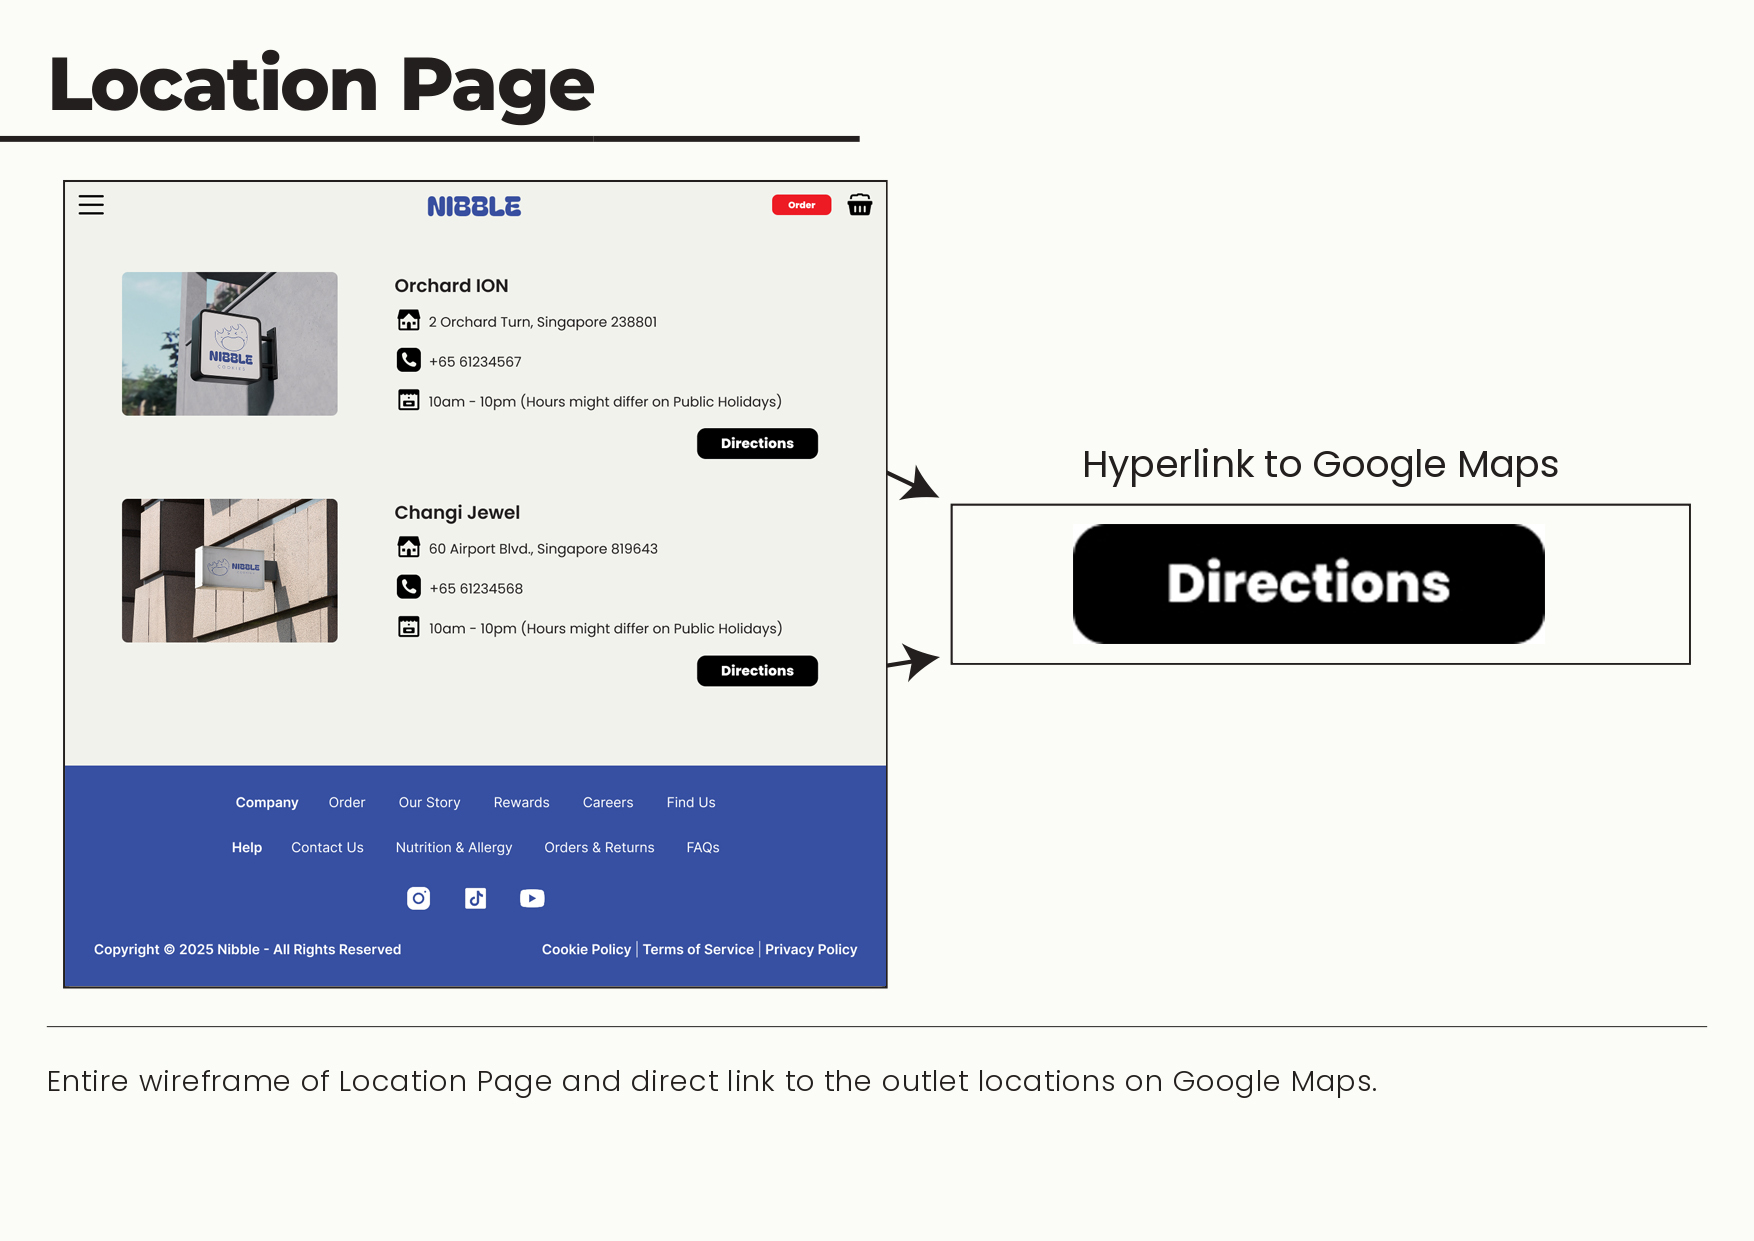 Location Page
NIBBLE
Order
NIBBLE
COOKIES
Orchard ION
2 Orchard Turn, Singapore 238801
+65 61234567
10am - 10pm (Hours might differ on Public Holidays)
Directions
NIBBLE
Changi Jewel
60 Airport Blvd., Singapore 819643
+65 61234568
10am - 10pm (Hours might differ on Public Holidays)
Directions
Hyperlink to Google Maps
Directions
Company Order Our Story Rewards Careers Find Us
Help Contact Us Nutrition & Allergy Orders & Returns FAQs
Copyright © 2025 Nibble - All Rights Reserved
Cookie Policy | Terms of Service | Privacy Policy
Entire wireframe of Location Page and direct link to the outlet locations on Google Maps.